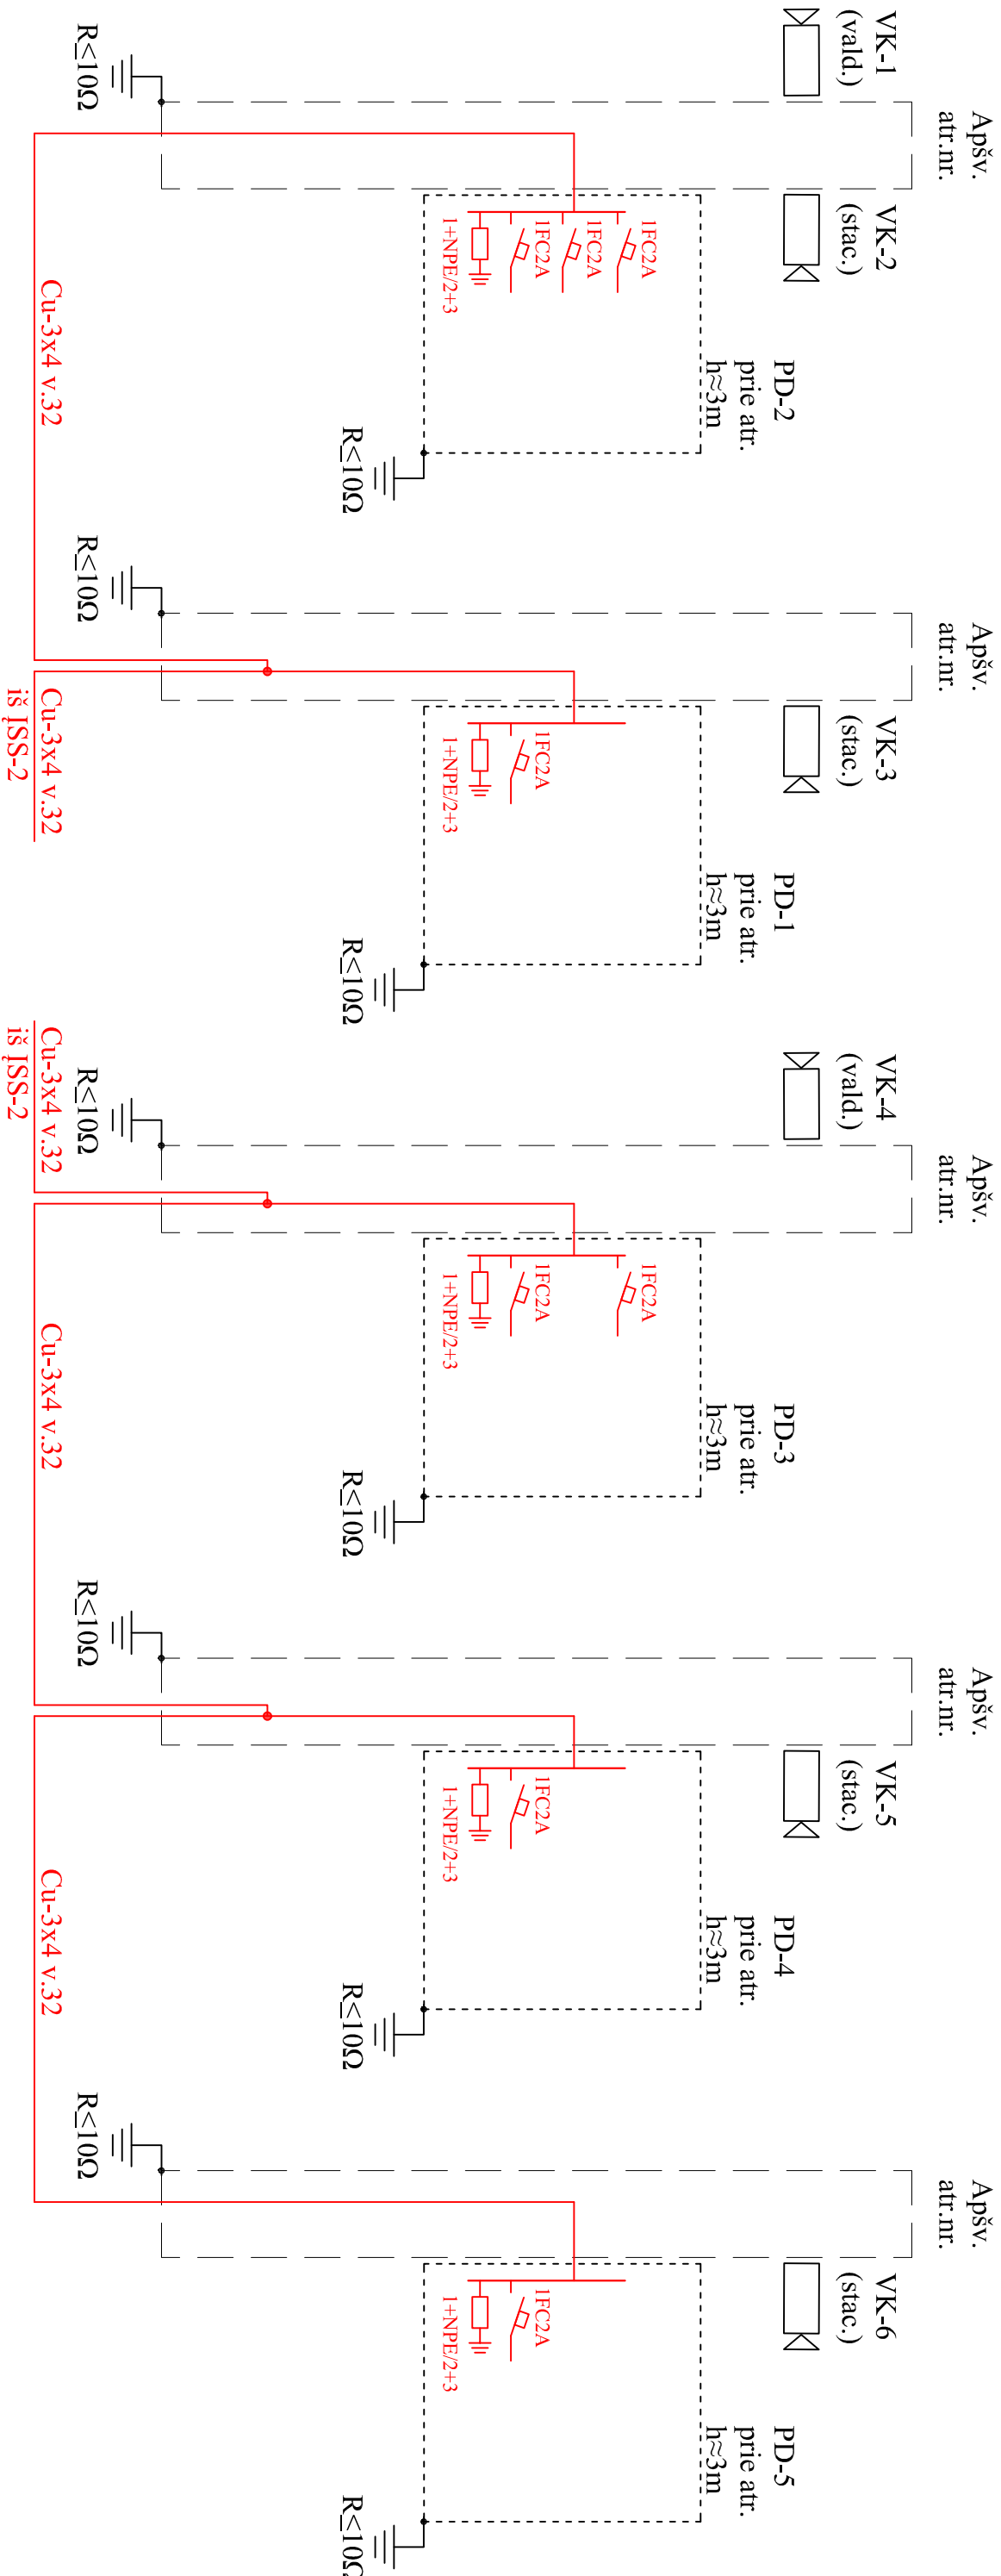 Apšv.
atr.nr.
VK-1
(vald.)
VK-2
(stac.)
PD-2
prie atr.
h≈3m
1FC2A
1FC2A
1FC2A
1+NPE/2+3
R≤10Ω
R≤10Ω
Cu-3x4 v.32
Apšv.
atr.nr.
VK-3
(stac.)
PD-1
prie atr.
h≈3m
1FC2A
1+NPE/2+3
R≤10Ω
R≤10Ω
Cu-3x4 v.32
iš ĮSS-2
Apšv.
atr.nr.
VK-4
(vald.)
PD-3
prie atr.
h≈3m
1FC2A
1FC2A
1+NPE/2+3
R≤10Ω
R≤10Ω
Cu-3x4 v.32
iš ĮSS-2
Cu-3x4 v.32
Apšv.
atr.nr.
VK-5
(stac.)
PD-4
prie atr.
h≈3m
1FC2A
1+NPE/2+3
R≤10Ω
R≤10Ω
Cu-3x4 v.32
Apšv.
atr.nr.
VK-6
(stac.)
PD-5
prie atr.
h≈3m
1FC2A
1+NPE/2+3
R≤10Ω
R≤10Ω